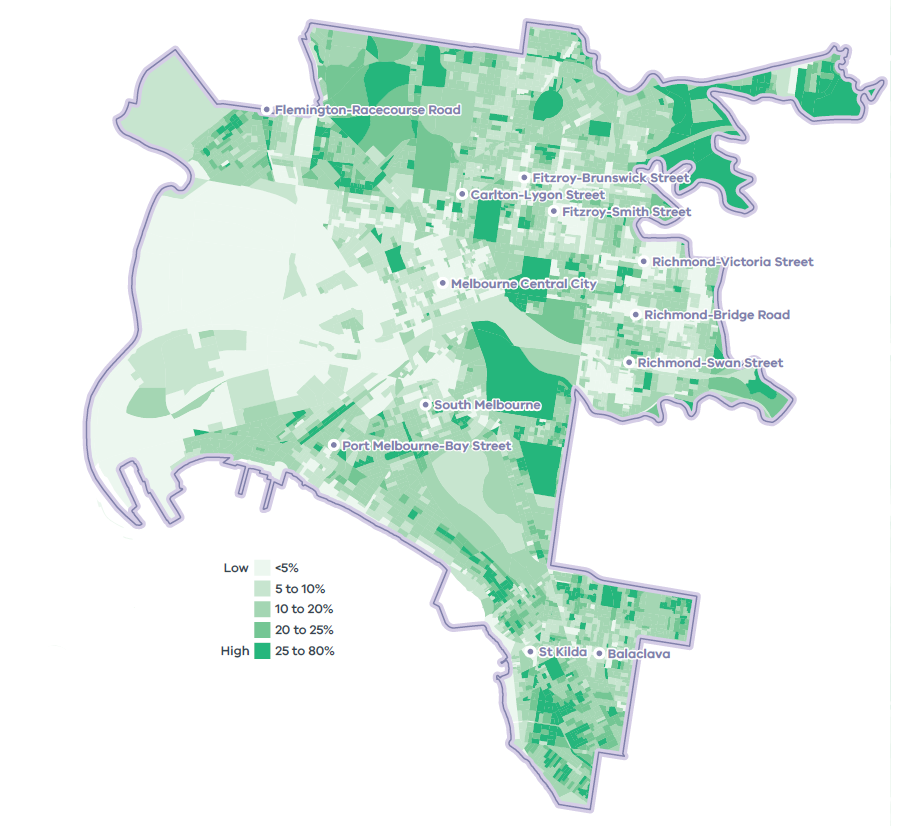 Flemington-Racecourse Road
Fitzroy-Brunswick Street
Carlton-Lygon Street
Fitzroy-Smith Street
Richmond-Victoria Street
Melbourne Central City
Richmond-Bridge Road
Richmond-Swan Street
South Melbourne
Port Melbourne-Bay Street
Low <5%
5 to 10%
10 to 20%
20 to 25%
High 25 to 80%
St Kilda
Balaclava